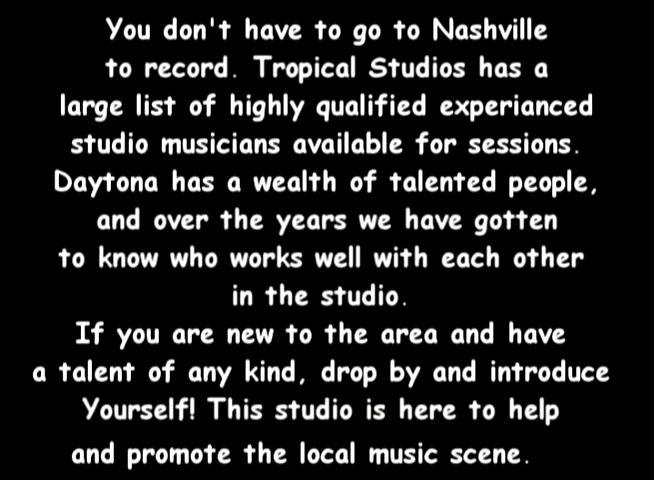 You don't have to go to Nashville
to record. Tropical Studios has a
large list of highly qualified experianced
studio musicians available for sessions.
Daytona has a wealth of talented people,
and over the years we have gotten
to know who works well with each other
in the studio.
If you are new to the area and have
a talent of any kind, drop by and introduce
Yourself! This studio is here to help
and promote the local music scene.